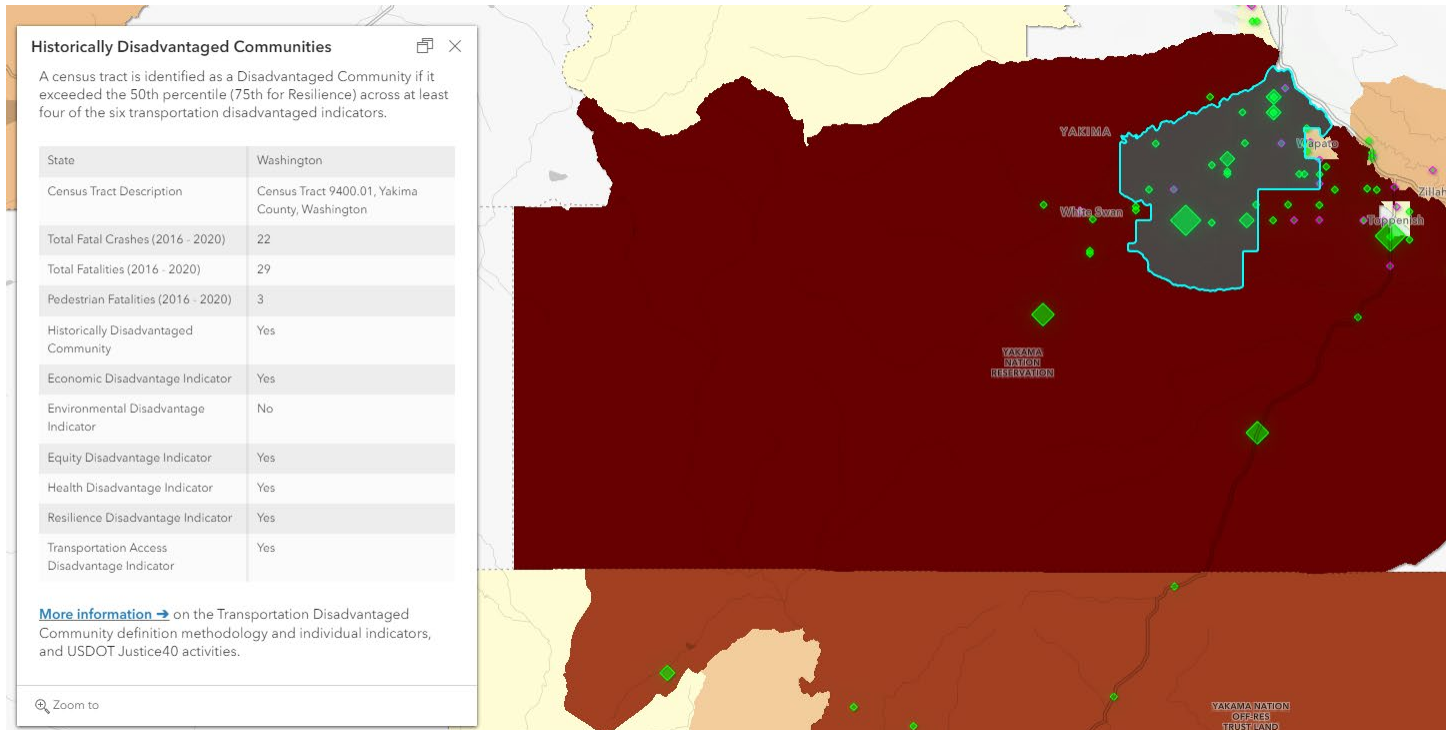 Historically Disadvantaged Communities
A census tract is identified as a Disadvantaged Community if it
exceeded the 50th percentile (75th for Resilience) across at least
four of the six transportation disadvantaged indicators.
State Washington
Census Tract Description Census Tract 9400.01, Yakima
County, Washington
Total Fatal Crashes (2016 - 2020) 22
Total Fatalities (2016 - 2020) 29
Pedestrian Fatalities (2016 - 2020) 3
Historically Disadvantaged Yes
Community
Economic Disadvantage Indicator Yes
Environmental Disadvantage No
Indicator
Equity Disadvantage Indicator Yes
Health Disadvantage Indicator Yes
Resilience Disadvantage Indicator Yes
Transportation Access Yes
Disadvantage Indicator
More information ➔ on the Transportation Disadvantaged
Community definition methodology and individual indicators,
and USDOT Justice40 activities.
Zoom to
YAKIMA
Wapato
Zillah
White Swan
Toppenish
YAKAMA
NATION
RESERVATION
YAKAMA NATION
OFF-RES
TRUST LAND